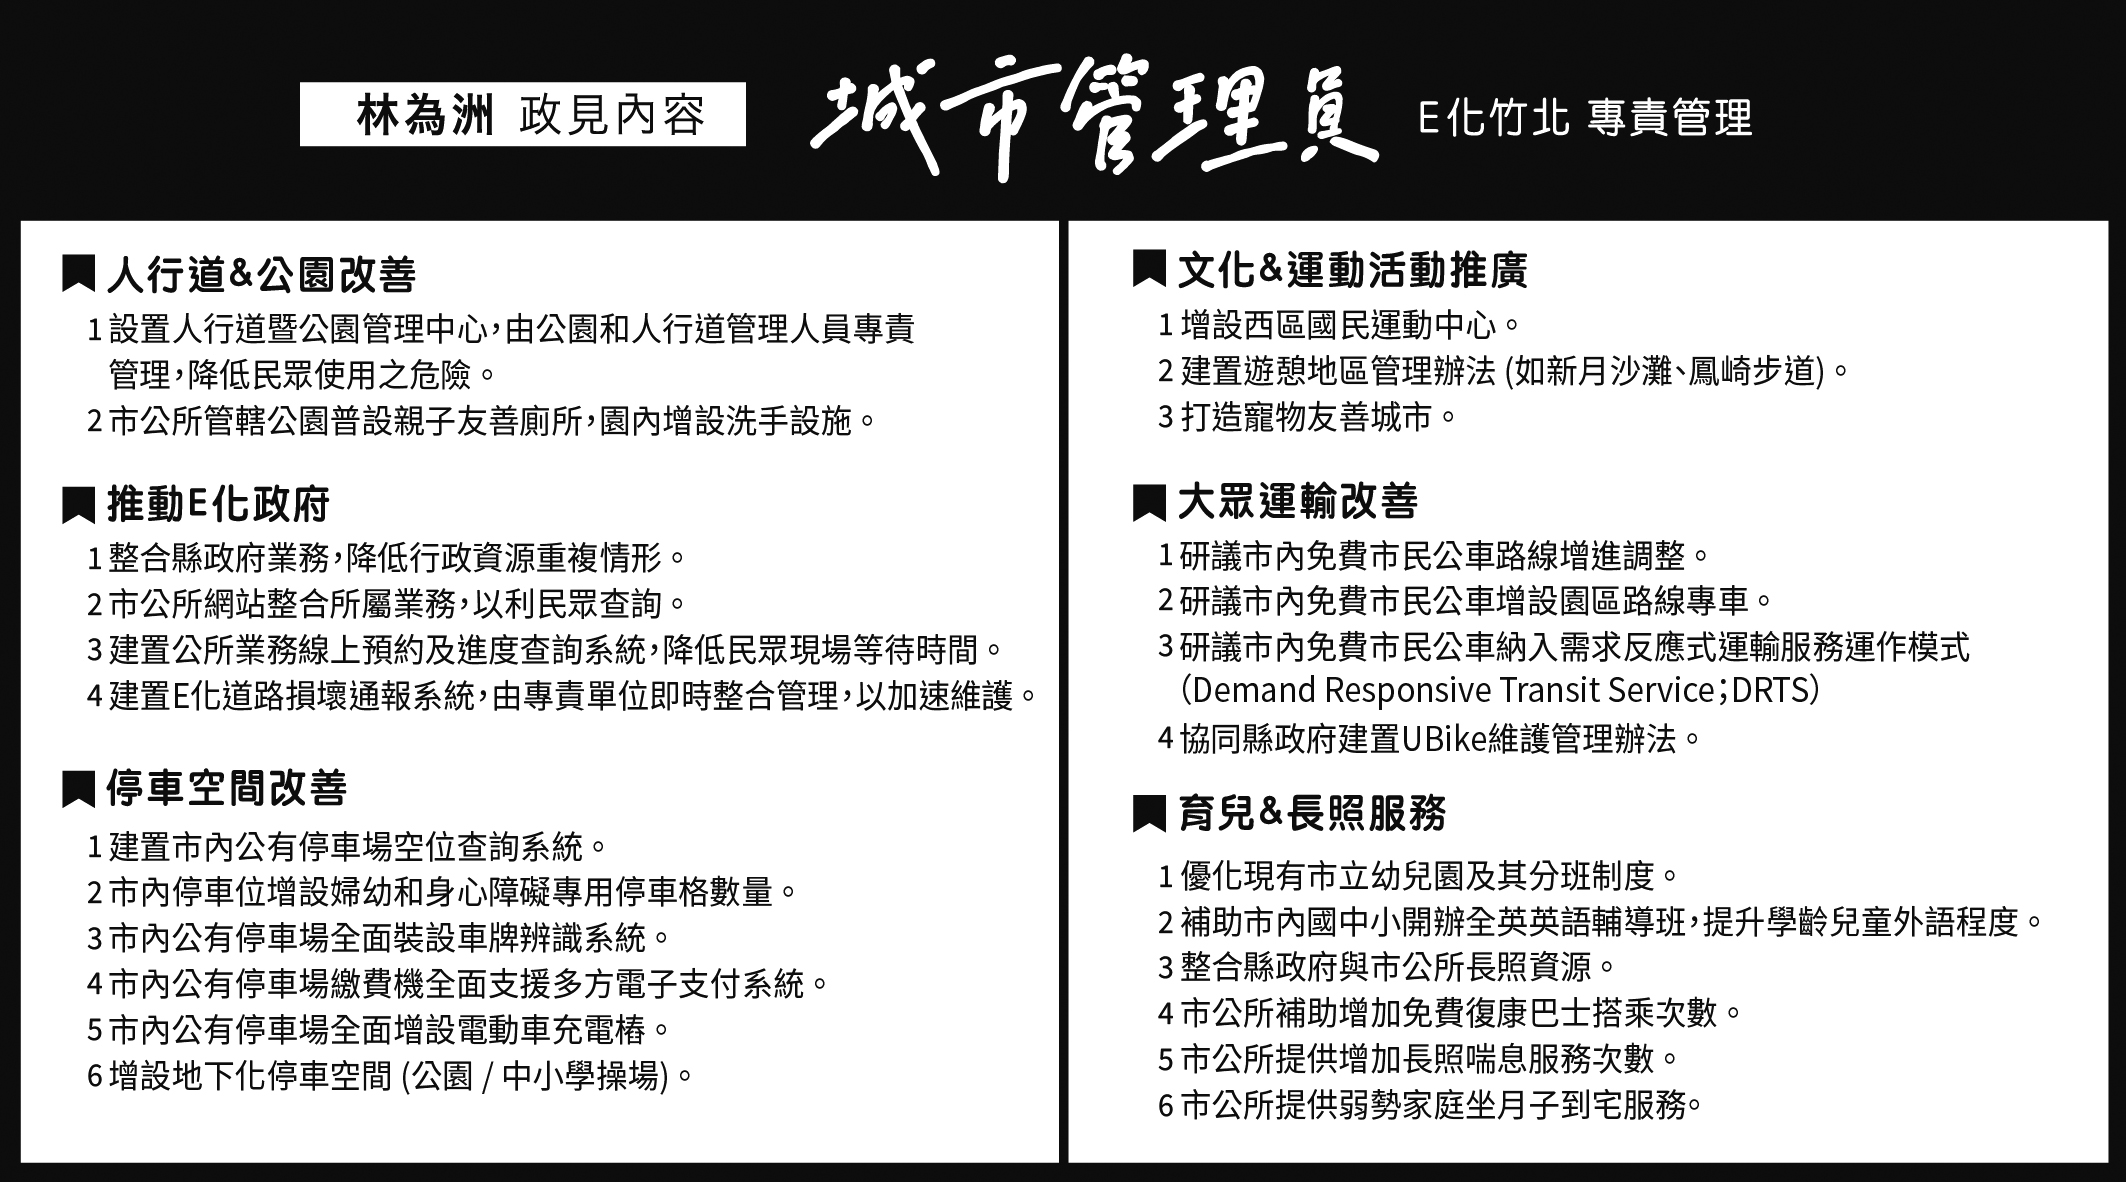 林為洲 政見內容
城市管理員
E化竹北 專責管理
人行道&公園改善
1 設置人行道暨公園管理中心，由公園和人行道管理人員專責
管理，降低民眾使用之危險。
2 市公所管轄公園普設親子友善廁所，園內增設洗手設施。
推動E化政府
1 整合縣政府業務，降低行政資源重複情形。
2 市公所網站整合所屬業務，以利民眾查詢。
3 建置公所業務線上預約及進度查詢系統，降低民眾現場等待時間。
4 建置E化道路損壞通報系統，由專責單位即時整合管理，以加速維護。
停車空間改善
1 建置市內公有停車場空位查詢系統。
2 市內停車位增設婦幼和身心障礙專用停車格數量。
3 市內公有停車場全面裝設車牌辨識系統。
4 市內公有停車場繳費機全面支援多方電子支付系統。
5 市內公有停車場全面增設電動車充電樁。
6 增設地下化停車空間 (公園 / 中小學操場)。
文化&運動活動推廣
1 增設西區國民運動中心。
2 建置遊憩地區管理辦法 (如新月沙灘、鳳崎步道)。
3 打造寵物友善城市。
大眾運輸改善
1 研議市內免費市民公車路線增進調整。
2 研議市內免費市民公車增設園區路線專車。
3 研議市內免費市民公車納入需求反應式運輸服務運作模式
（Demand Responsive Transit Service；DRTS）
4 協同縣政府建置UBike維護管理辦法。
育兒&長照服務
1 優化現有市立幼兒園及其分班制度。
2 補助市內國中小開辦全英英語輔導班，提升學齡兒童外語程度。
3 整合縣政府與市公所長照資源。
4 市公所補助增加免費復康巴士搭乘次數。
5 市公所提供增加長照喘息服務次數。
6 市公所提供弱勢家庭坐月子到宅服務。